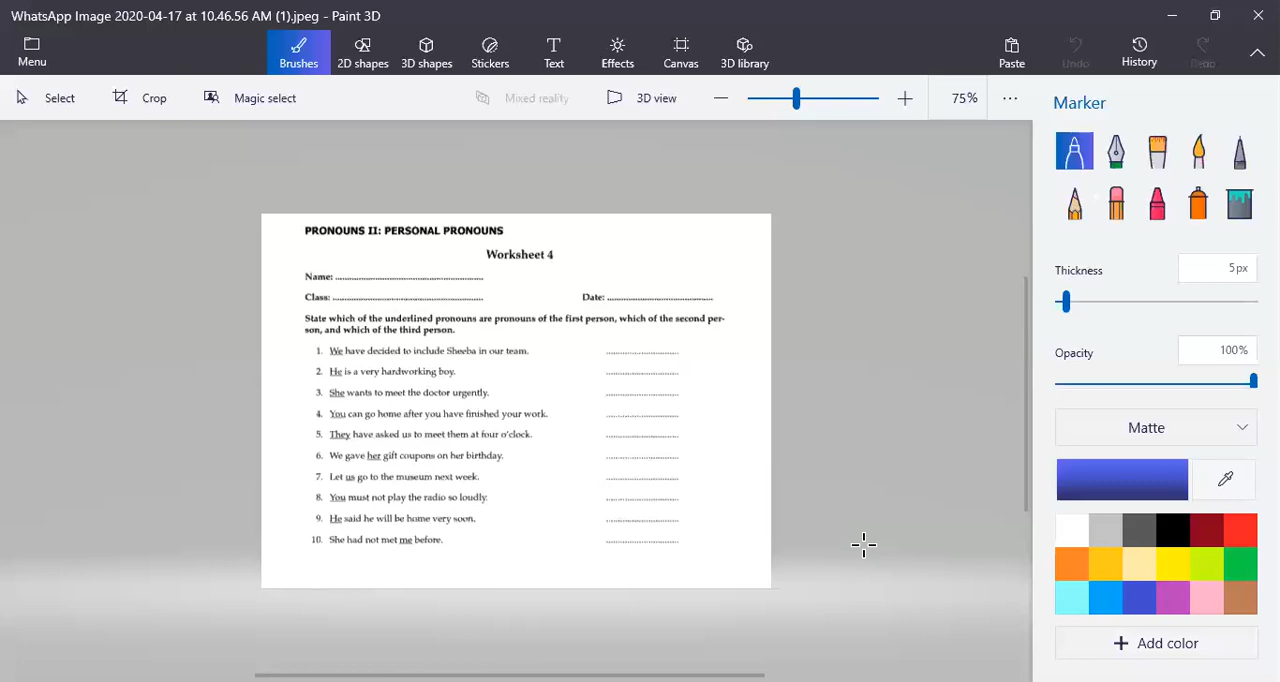 WhatsApp Image 2020-04-17 at 10.46.56 AM (1).jpeg - Paint 3D
Menu
Brushes
2D shapes
3D shapes
Stickers
Text
Effects
Canvas
3D library
Paste
Undo
History
Redo
Select
Crop
Magic select
Mixed reality
3D view
75%
Marker
Thickness
5px
Opacity
100%
Matte
Add color
PRONOUNS II: PERSONAL PRONOUNS
Worksheet 4
Name: ..................................................
Class: ..................................................
Date: ....................................
State which of the underlined pronouns are pronouns of the first person, which of the second per-
son, and which of the third person.
1. We have decided to include Sheeba in our team. ........................
2. He is a very hardworking boy. ........................
3. She wants to meet the doctor urgently. ........................
4. You can go home after you have finished your work. ........................
5. They have asked us to meet them at four o'clock. ........................
6. We gave her gift coupons on her birthday. ........................
7. Let us go to the museum next week. ........................
8. You must not play the radio so loudly. ........................
9. He said he will be home very soon. ........................
10. She had not met me before. ........................